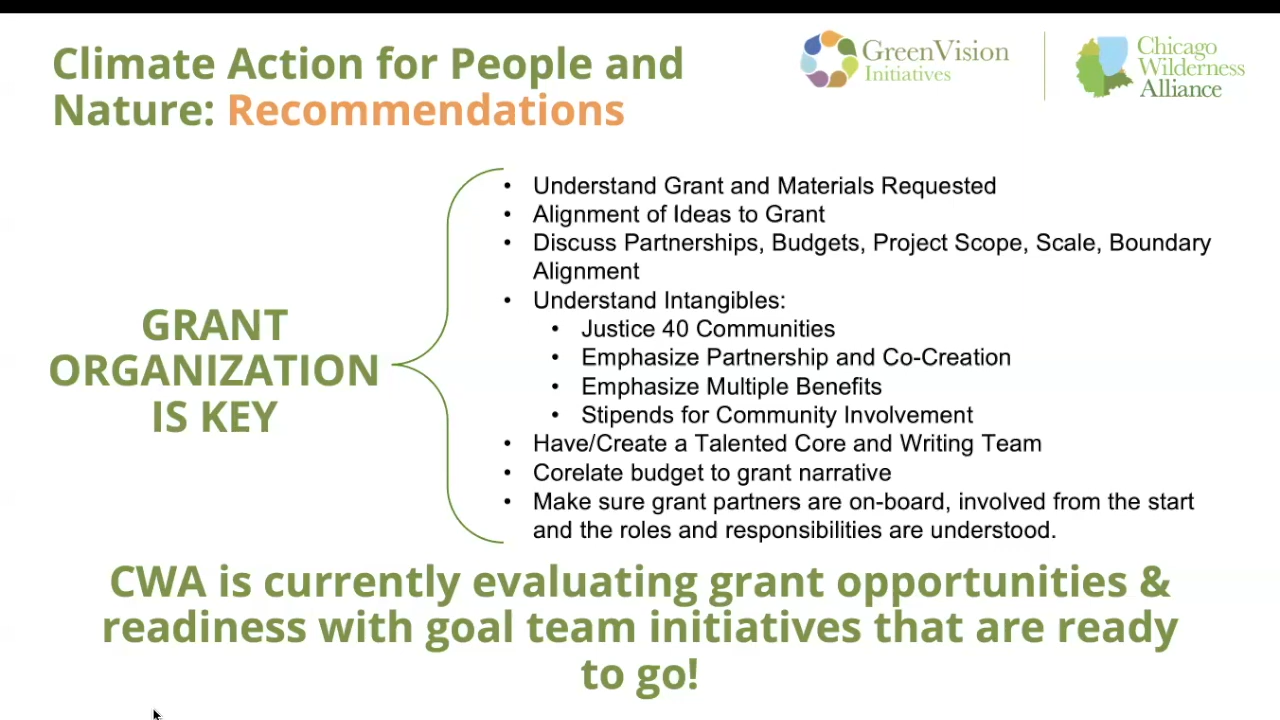 Climate Action for People and
Nature: Recommendations
GreenVision
Initiatives
Chicago
Wilderness
Alliance
GRANT
ORGANIZATION
IS KEY
• Understand Grant and Materials Requested
• Alignment of Ideas to Grant
• Discuss Partnerships, Budgets, Project Scope, Scale, Boundary
Alignment
• Understand Intangibles:
• Justice 40 Communities
• Emphasize Partnership and Co-Creation
• Emphasize Multiple Benefits
• Stipends for Community Involvement
• Have/Create a Talented Core and Writing Team
• Corelate budget to grant narrative
• Make sure grant partners are on-board, involved from the start
and the roles and responsibilities are understood.
CWA is currently evaluating grant opportunities &
readiness with goal team initiatives that are ready
to go!